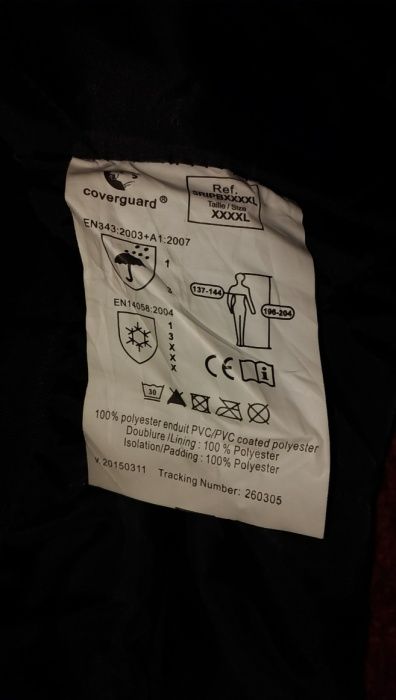 coverguard®
Ref.
SRIPBXXXXL
Taille / Size
XXXXL
EN343:2003+A1:2007
1
137-144
196-204
EN14058:2004
1
3
X
X
X
CE
i
30
100% polyester enduit PVC/PVC coated polyester
Doublure /Lining : 100 % Polyester
Isolation/Padding : 100% Polyester
v. 20150311 Tracking Number: 260305